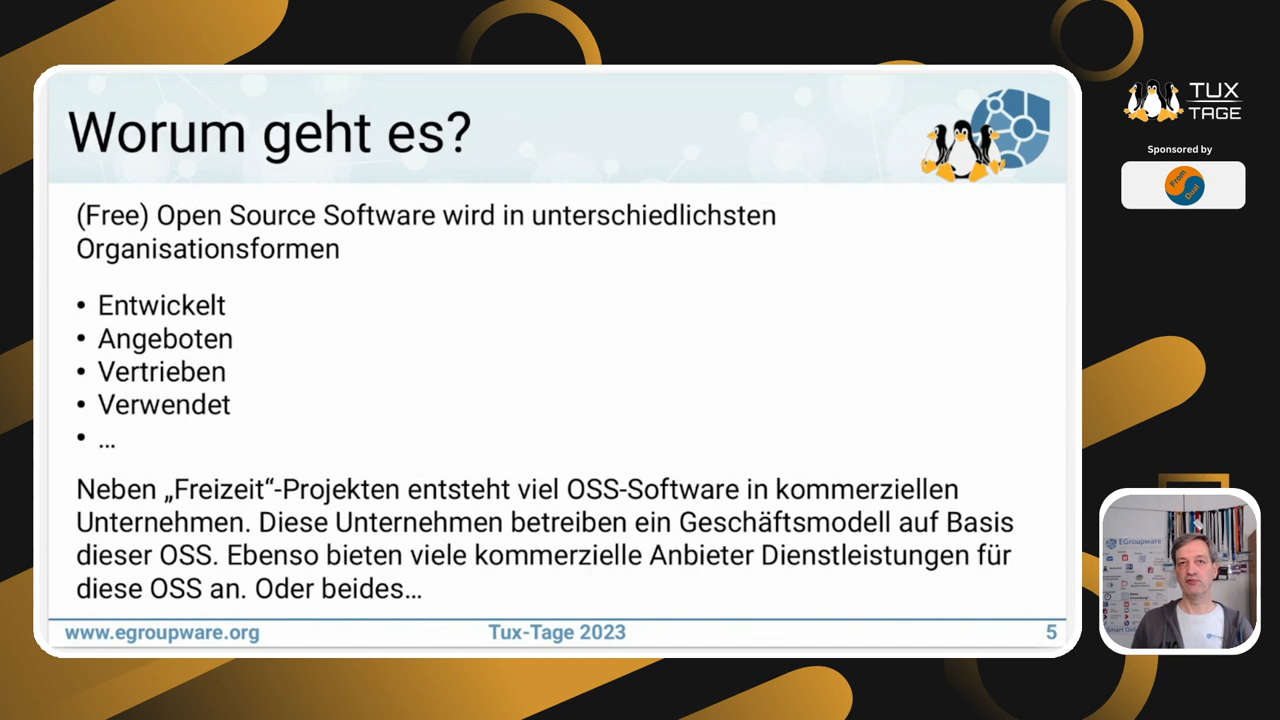 Worum geht es?
(Free) Open Source Software wird in unterschiedlichsten
Organisationsformen
• Entwickelt
• Angeboten
• Vertrieben
• Verwendet
• ...
Neben „Freizeit“-Projekten entsteht viel OSS-Software in kommerziellen
Unternehmen. Diese Unternehmen betreiben ein Geschäftsmodell auf Basis
dieser OSS. Ebenso bieten viele kommerzielle Anbieter Dienstleistungen für
diese OSS an. Oder beides...
www.egroupware.org
Tux-Tage 2023
5
TUX
TAGE
Sponsored by
From
Dual
EGroupware